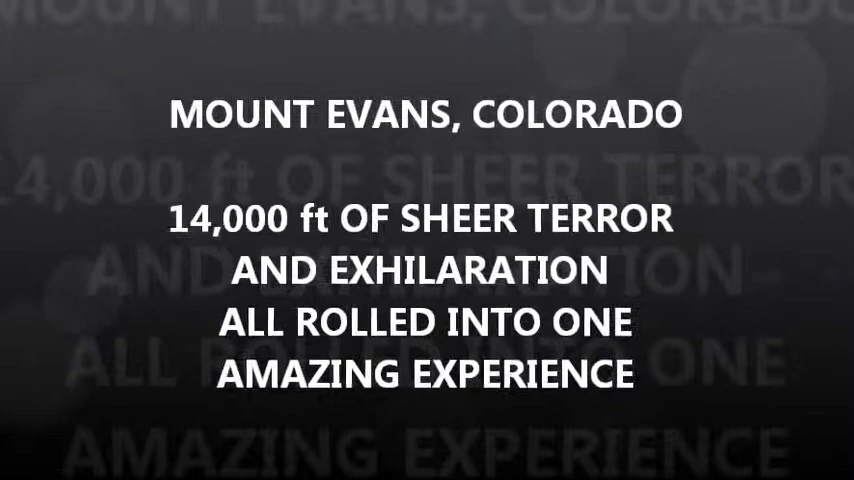 MOUNT EVANS, COLORADO
14,000 ft OF SHEER TERROR
AND EXHILARATION
ALL ROLLED INTO ONE
AMAZING EXPERIENCE